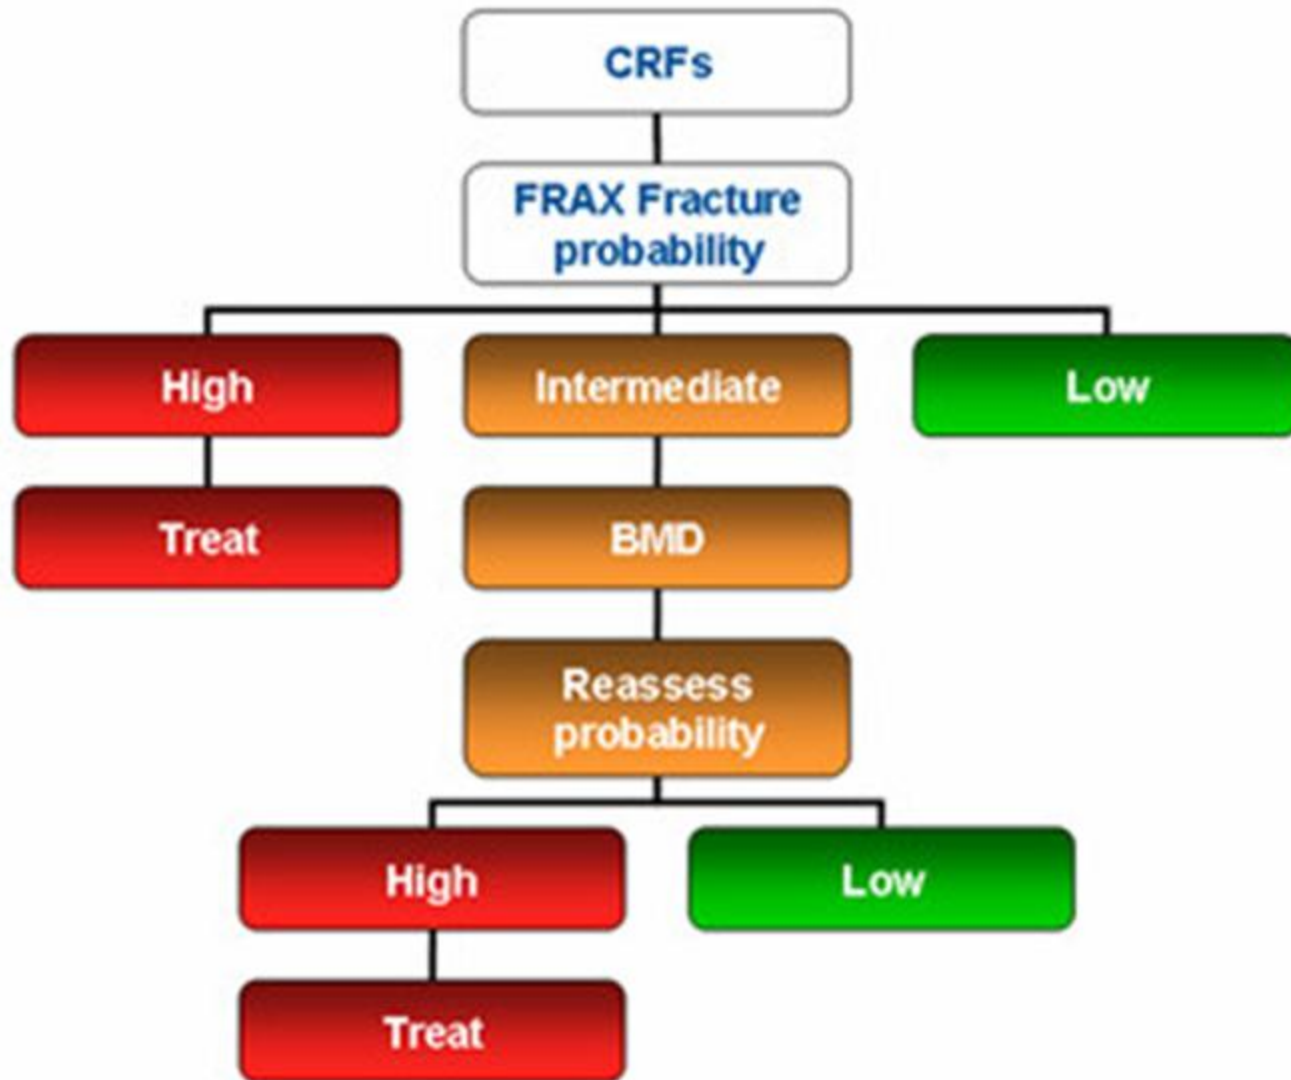 CRFs
FRAX Fracture
probability
High
Intermediate
Low
Treat
BMD
Reassess
probability
High
Low
Treat